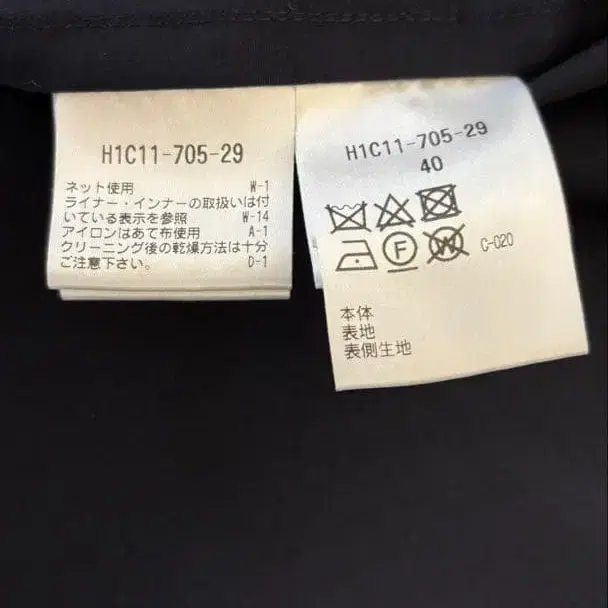 H1C11-705-29
ネット使用 W-1
ライナー・インナーの取扱いは付
いている表示を参照 W-14
アイロンはあて布使用 A-1
クリーニング後の乾燥方法は十分
ご注意下さい。 D-1
H1C11-705-29
40
F W C-020
本体
表地
表側生地